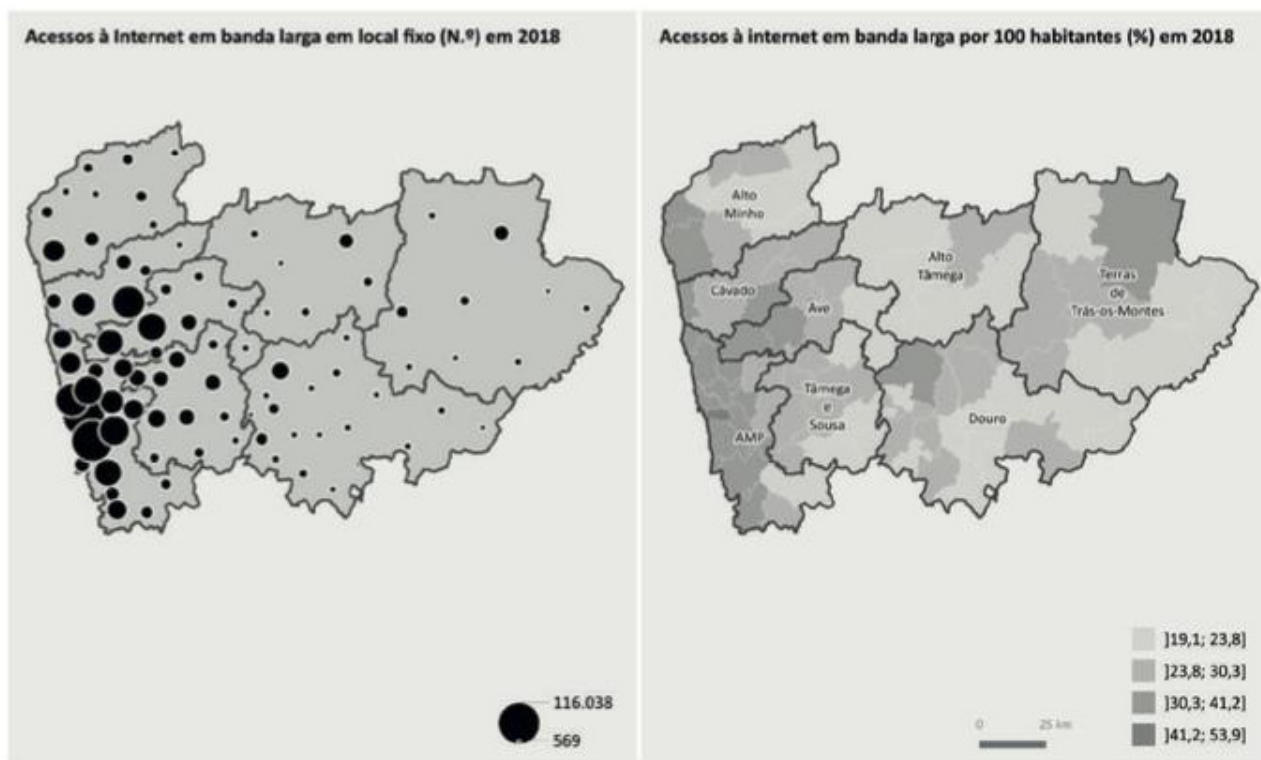 Acessos à Internet em banda larga em local fixo (N.º) em 2018
116.038
569
Acessos à internet em banda larga por 100 habitantes (%) em 2018
Alto
Minho
Cávado
Ave
Alto
Tâmega
Terras
de
Trás-os-Montes
Tâmega
e
Sousa
AMP
Douro
0 25 km
]19,1; 23,8]
]23,8; 30,3]
]30,3; 41,2]
]41,2; 53,9]